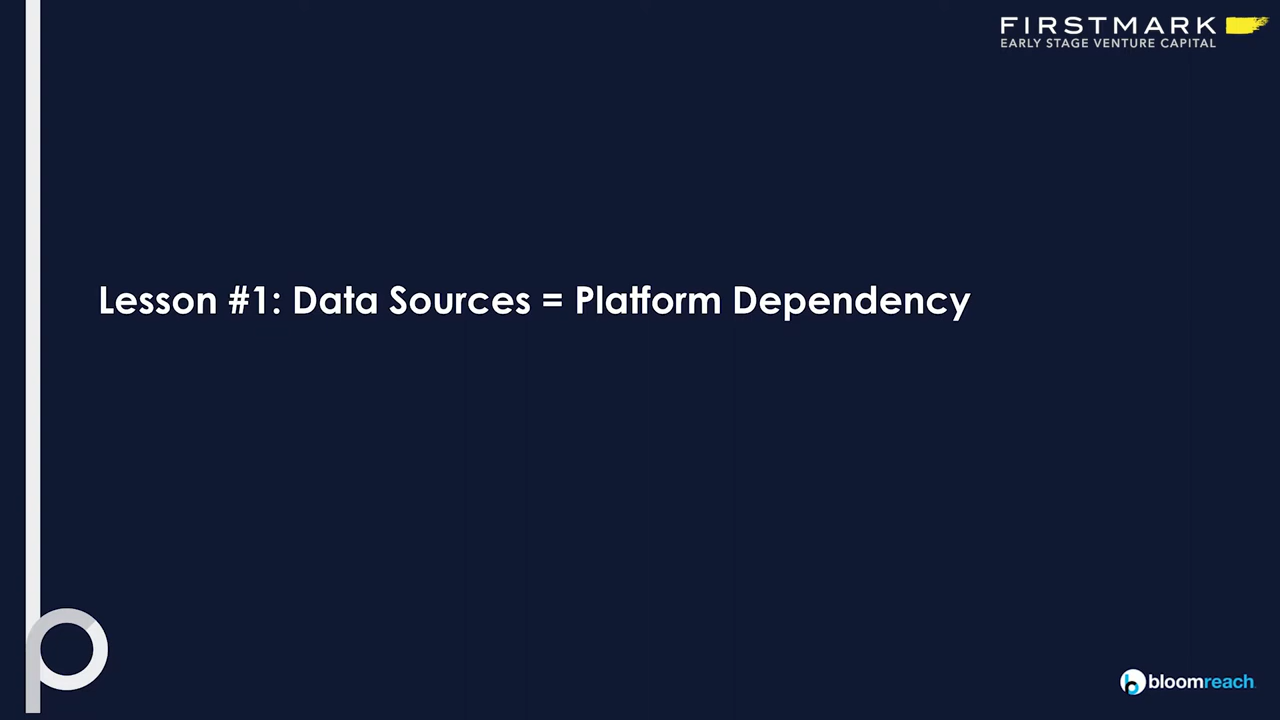 FIRSTMARK
EARLY STAGE VENTURE CAPITAL
Lesson #1: Data Sources = Platform Dependency
bloomreach